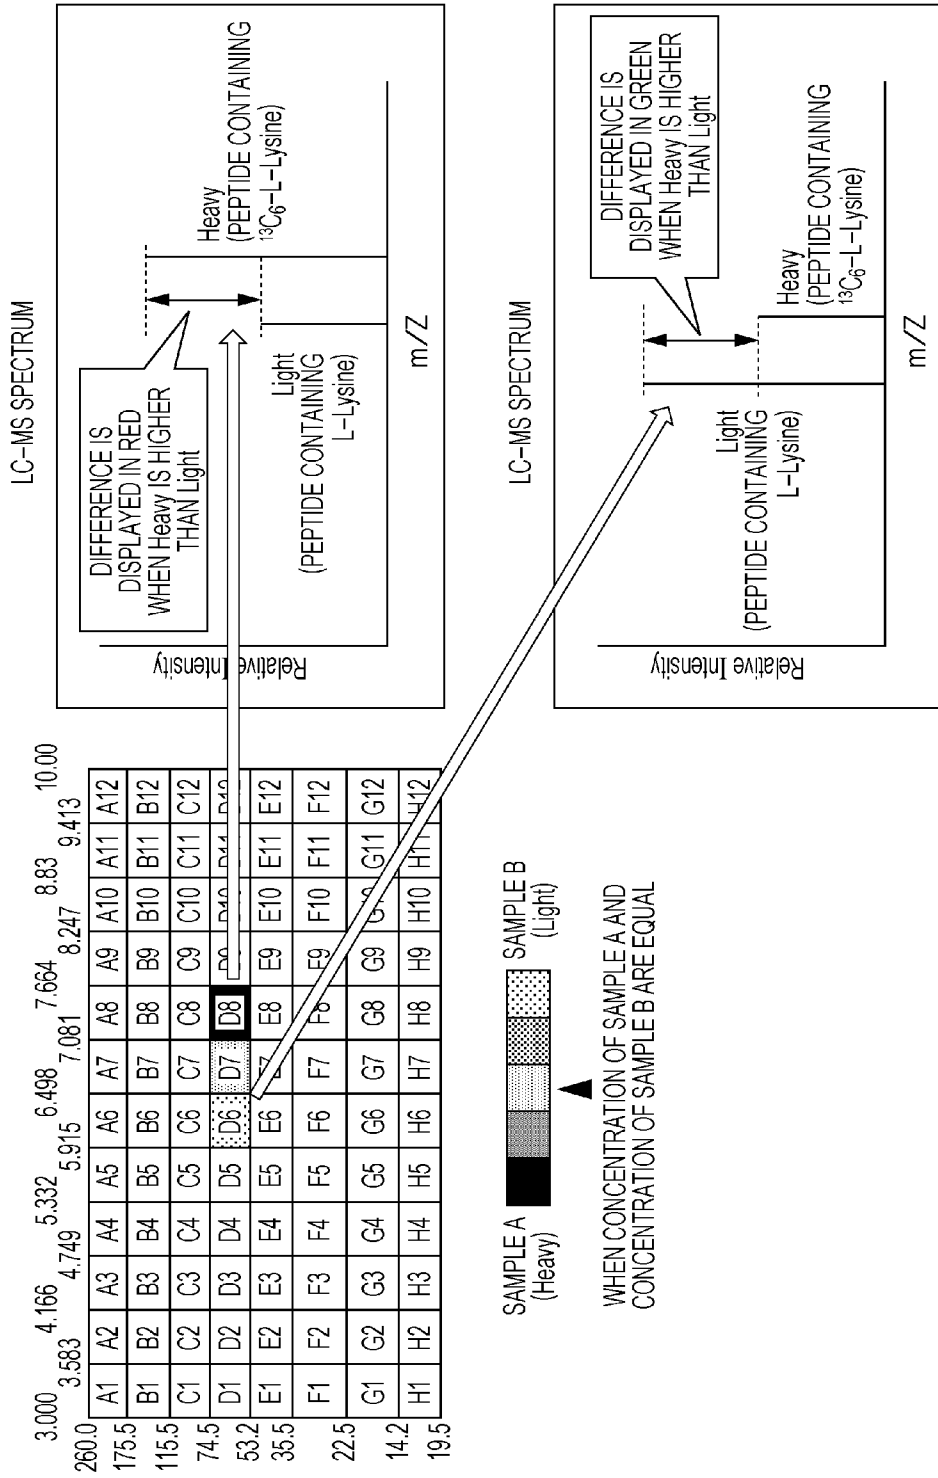 3.000 4.166 5.332 6.498 7.664 8.83 10.00
3.583 4.749 5.915 7.081 8.247 9.413
260.0
175.5
115.5
74.5
53.2
35.5
22.5
14.2
19.5
A1 A2 A3 A4 A5 A6 A7 A8 A9 A10 A11 A12
B1 B2 B3 B4 B5 B6 B7 B8 B9 B10 B11 B12
C1 C2 C3 C4 C5 C6 C7 C8 C9 C10 C11 C12
D1 D2 D3 D4 D5 D6 D7 D8 D9 D10 D11 D12
E1 E2 E3 E4 E5 E6 E7 E8 E9 E10 E11 E12
F1 F2 F3 F4 F5 F6 F7 F8 F9 F10 F11 F12
G1 G2 G3 G4 G5 G6 G7 G8 G9 G10 G11 G12
H1 H2 H3 H4 H5 H6 H7 H8 H9 H10 H11 H12
SAMPLE A
(Heavy)
SAMPLE B
(Light)
WHEN CONCENTRATION OF SAMPLE A AND
CONCENTRATION OF SAMPLE B ARE EQUAL
LC-MS SPECTRUM
DIFFERENCE IS
DISPLAYED IN RED
WHEN Heavy IS HIGHER
THAN Light
Heavy
(PEPTIDE CONTAINING
¹³C₆-L-Lysine)
Light
(PEPTIDE CONTAINING
L-Lysine)
Relative Intensity
m/Z
LC-MS SPECTRUM
DIFFERENCE IS
DISPLAYED IN GREEN
WHEN Heavy IS HIGHER
THAN Light
Light
(PEPTIDE CONTAINING
L-Lysine)
Heavy
(PEPTIDE CONTAINING
¹³C₆-L-Lysine)
Relative Intensity
m/Z